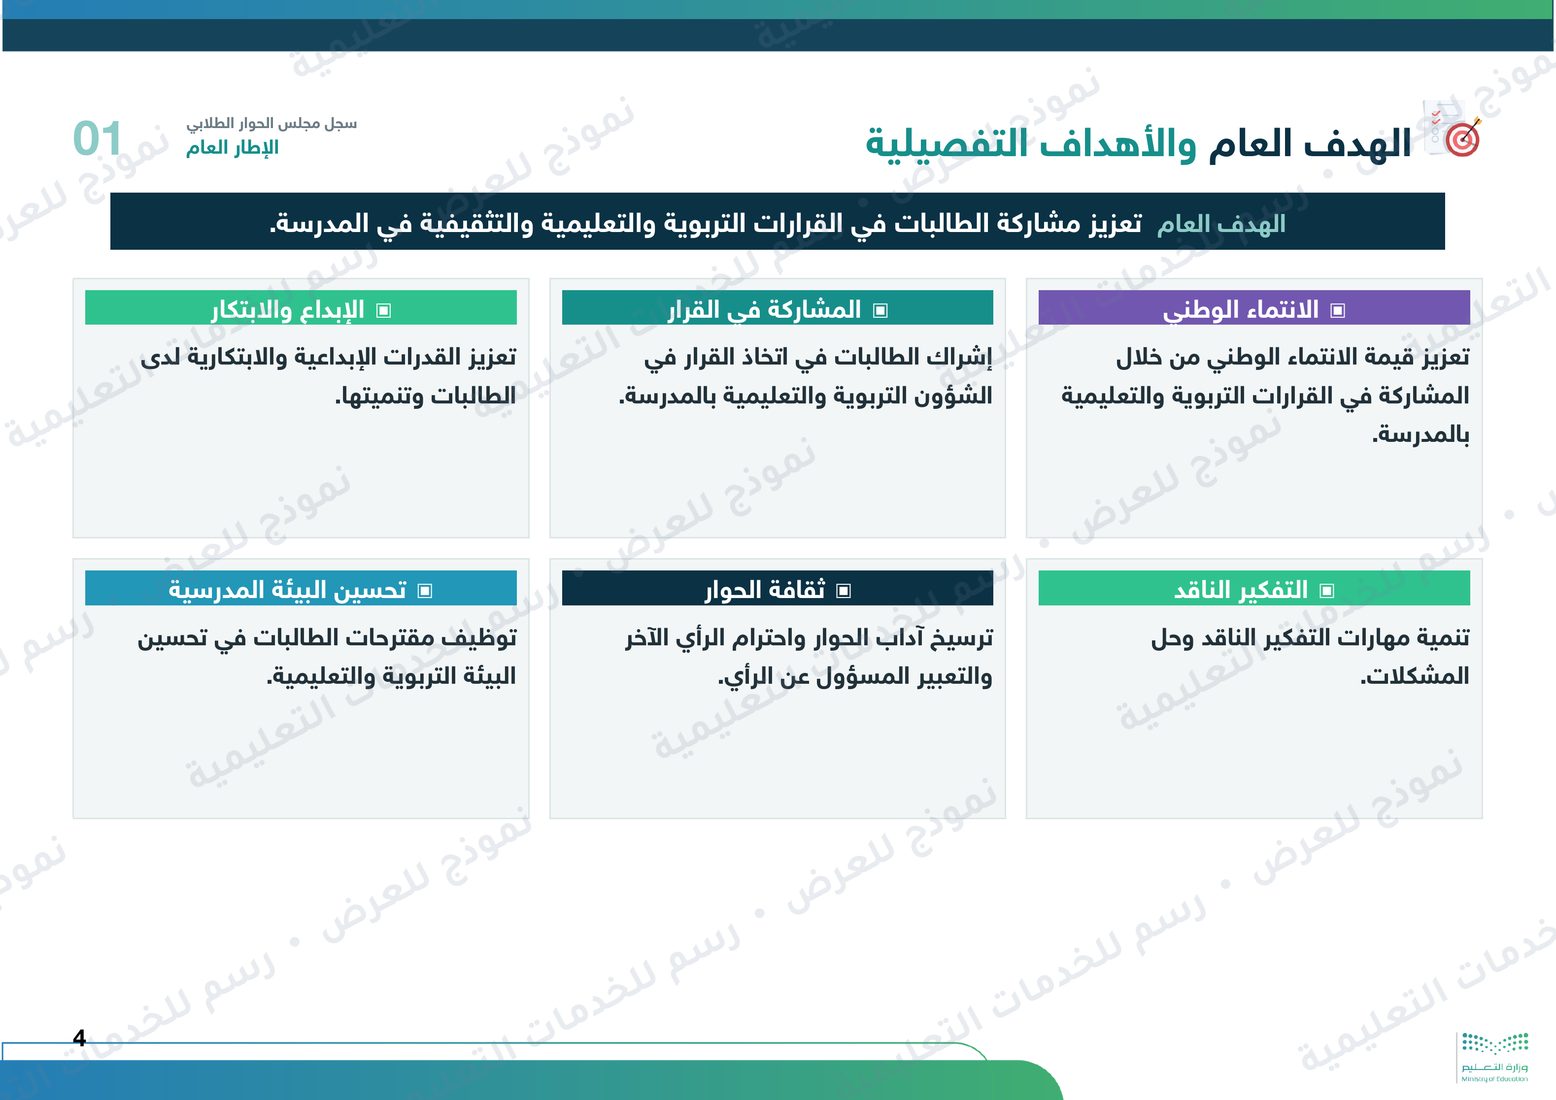 الهدف العام والأهداف التفصيلية
سجل مجلس الحوار الطلابي
الإطار العام
01
الهدف العام تعزيز مشاركة الطالبات في القرارات التربوية والتعليمية والتثقيفية في المدرسة.
▣ الانتماء الوطني
تعزيز قيمة الانتماء الوطني من خلال
المشاركة في القرارات التربوية والتعليمية
بالمدرسة.
▣ المشاركة في القرار
إشراك الطالبات في اتخاذ القرار في
الشؤون التربوية والتعليمية بالمدرسة.
▣ الإبداع والابتكار
تعزيز القدرات الإبداعية والابتكارية لدى
الطالبات وتنميتها.
▣ التفكير الناقد
تنمية مهارات التفكير الناقد وحل
المشكلات.
▣ ثقافة الحوار
ترسيخ آداب الحوار واحترام الرأي الآخر
والتعبير المسؤول عن الرأي.
▣ تحسين البيئة المدرسية
توظيف مقترحات الطالبات في تحسين
البيئة التربوية والتعليمية.
نموذج للعرض • رسم للخدمات التعليمية
4
وزارة التعليم
Ministry of Education